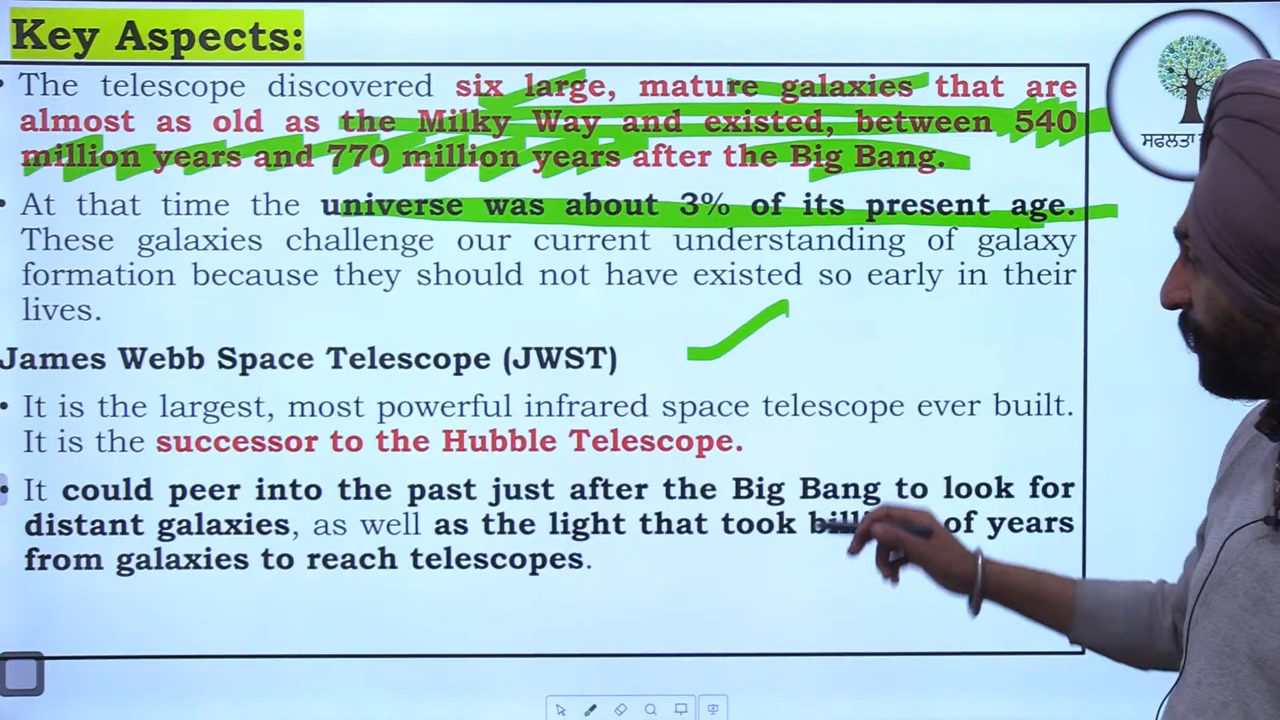 Key Aspects:
• The telescope discovered six large, mature galaxies that are
almost as old as the Milky Way and existed, between 540
million years and 770 million years after the Big Bang.
• At that time the universe was about 3% of its present age.
These galaxies challenge our current understanding of galaxy
formation because they should not have existed so early in their
lives.
James Webb Space Telescope (JWST)
• It is the largest, most powerful infrared space telescope ever built.
It is the successor to the Hubble Telescope.
• It could peer into the past just after the Big Bang to look for
distant galaxies, as well as the light that took of years
from galaxies to reach telescopes.
ਸਫਲਤਾ